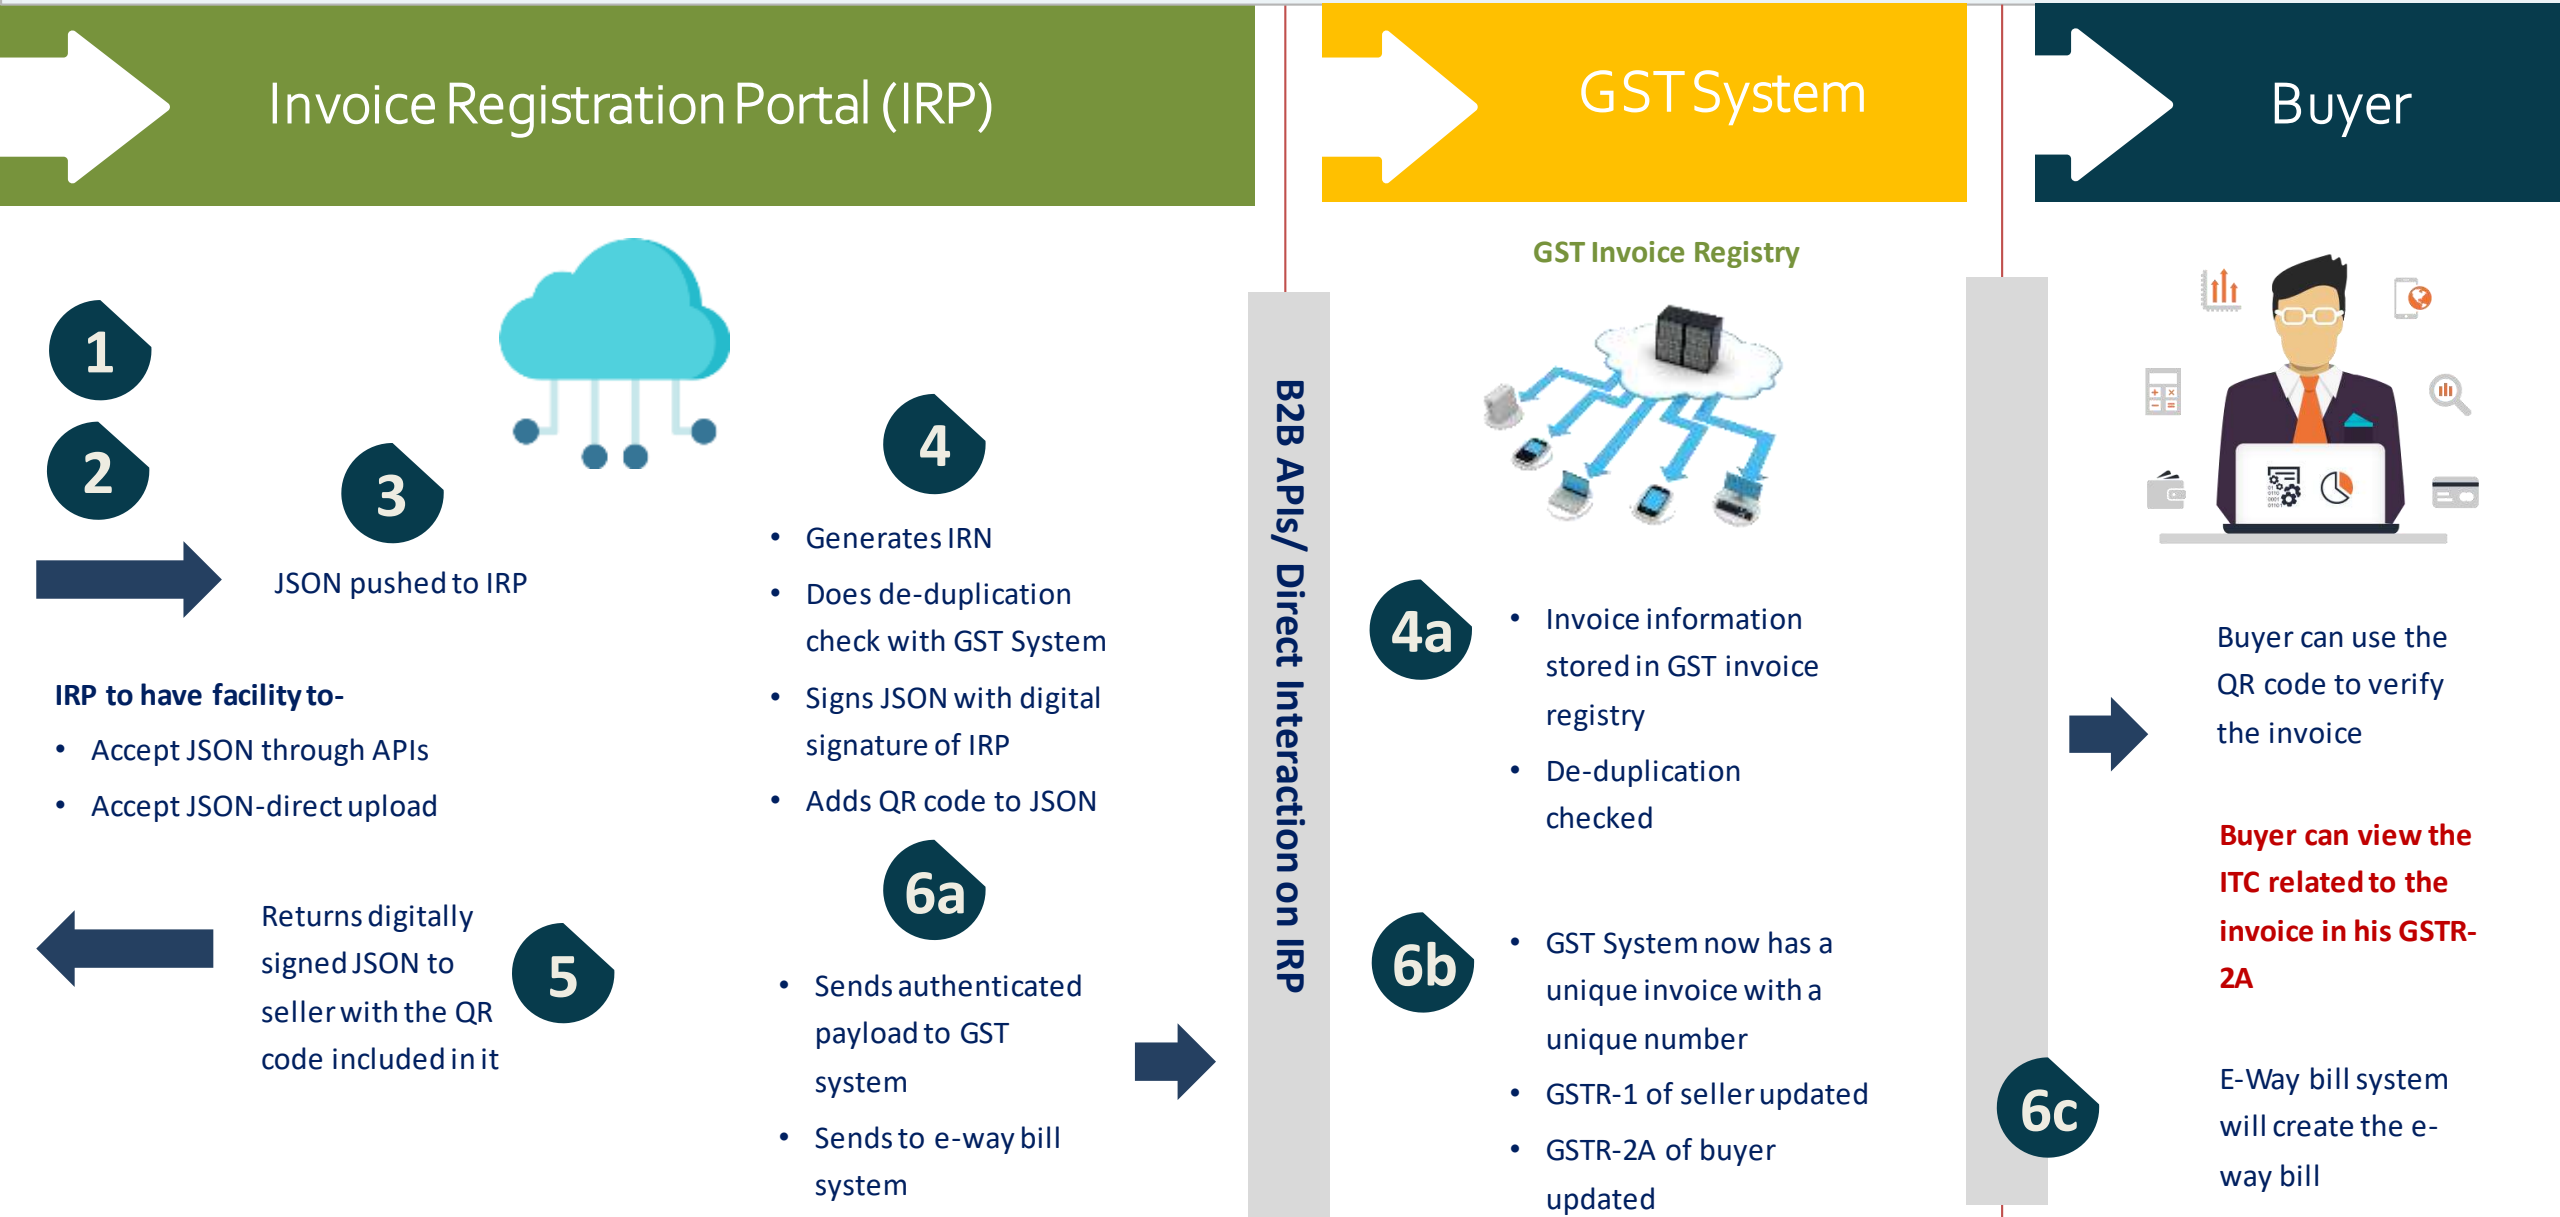 Invoice Registration Portal (IRP)
1
2
3
JSON pushed to IRP
IRP to have facility to-
• Accept JSON through APIs
• Accept JSON-direct upload
Returns digitally
signed JSON to
seller with the QR
code included in it
5
4
• Generates IRN
• Does de-duplication
check with GST System
• Signs JSON with digital
signature of IRP
• Adds QR code to JSON
6a
• Sends authenticated
payload to GST
system
• Sends to e-way bill
system
B2B APIs/ Direct Interaction on IRP
GST System
GST Invoice Registry
4a
• Invoice information
stored in GST invoice
registry
• De-duplication
checked
6b
• GST System now has a
unique invoice with a
unique number
• GSTR-1 of seller updated
• GSTR-2A of buyer
updated
Buyer
Buyer can use the
QR code to verify
the invoice
Buyer can view the
ITC related to the
invoice in his GSTR-
2A
6c
E-Way bill system
will create the e-
way bill